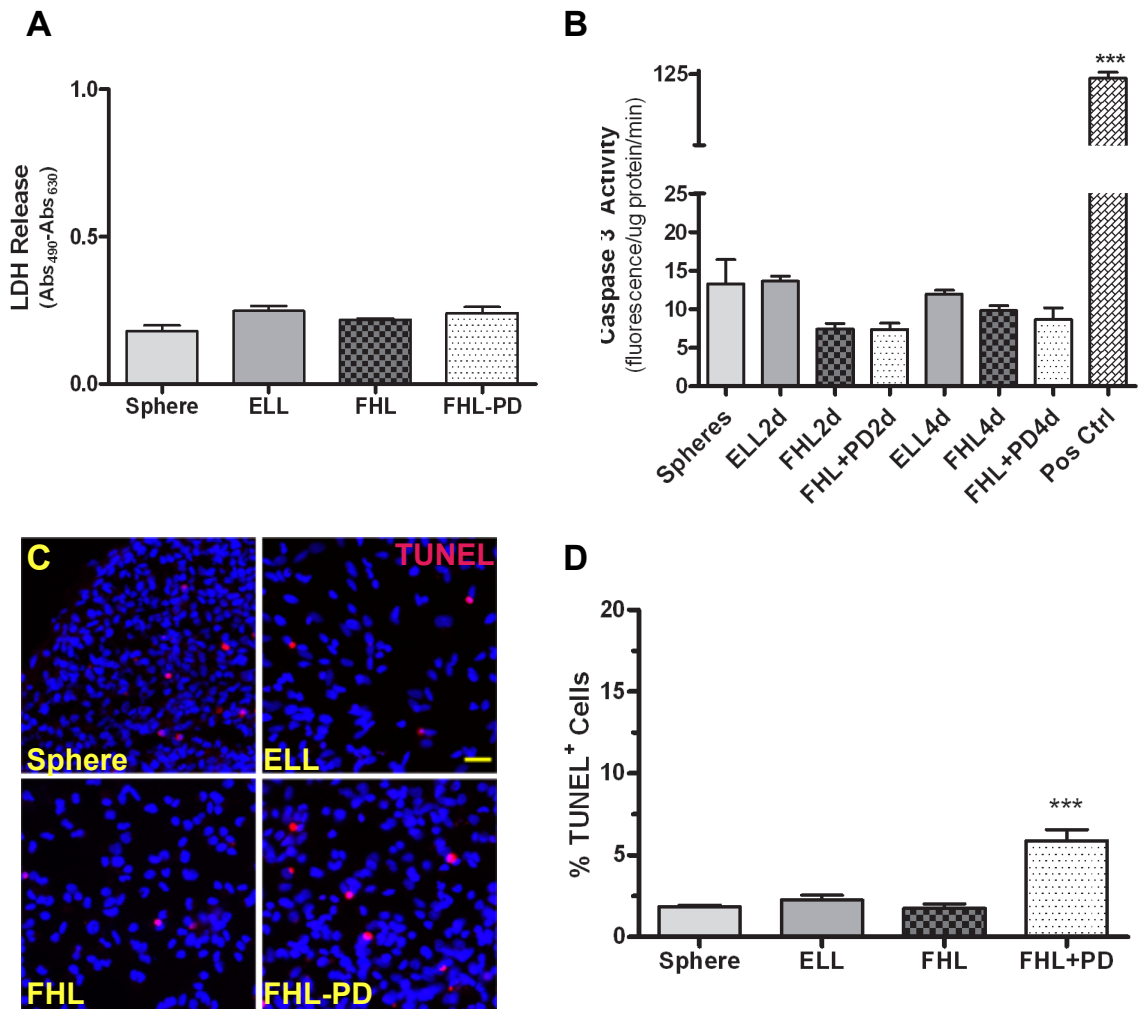 A
1.0
0.5
0.0
LDH Release
(Abs490-Abs630)
Sphere ELL FHL FHL-PD
B
***
125
25
20
15
10
5
0
Caspase 3 Activity
(fluorescence/ug protein/min)
Spheres
ELL2d
FHL2d
FHL+PD2d
ELL4d
FHL4d
FHL+PD4d
Pos Ctrl
C
TUNEL
Sphere
ELL
FHL
FHL-PD
D
20
15
10
5
0
% TUNEL+ Cells
***
Sphere ELL FHL FHL+PD